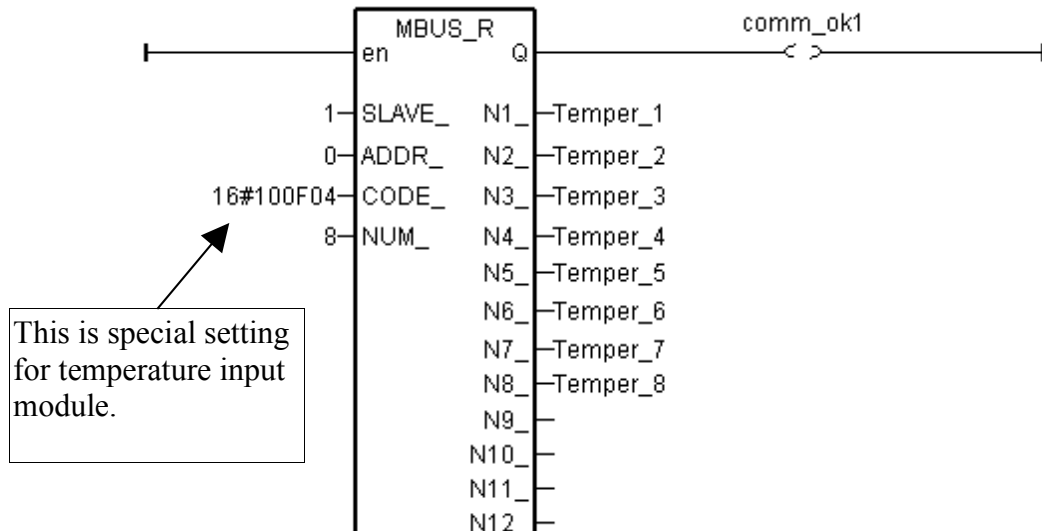 MBUS_R
comm_ok1
en Q
1 SLAVE_ N1_ Temper_1
0 ADDR_ N2_ Temper_2
16#100F04 CODE_ N3_ Temper_3
8 NUM_ N4_ Temper_4
N5_ Temper_5
N6_ Temper_6
N7_ Temper_7
N8_ Temper_8
N9_
N10_
N11_
N12_
This is special setting
for temperature input
module.